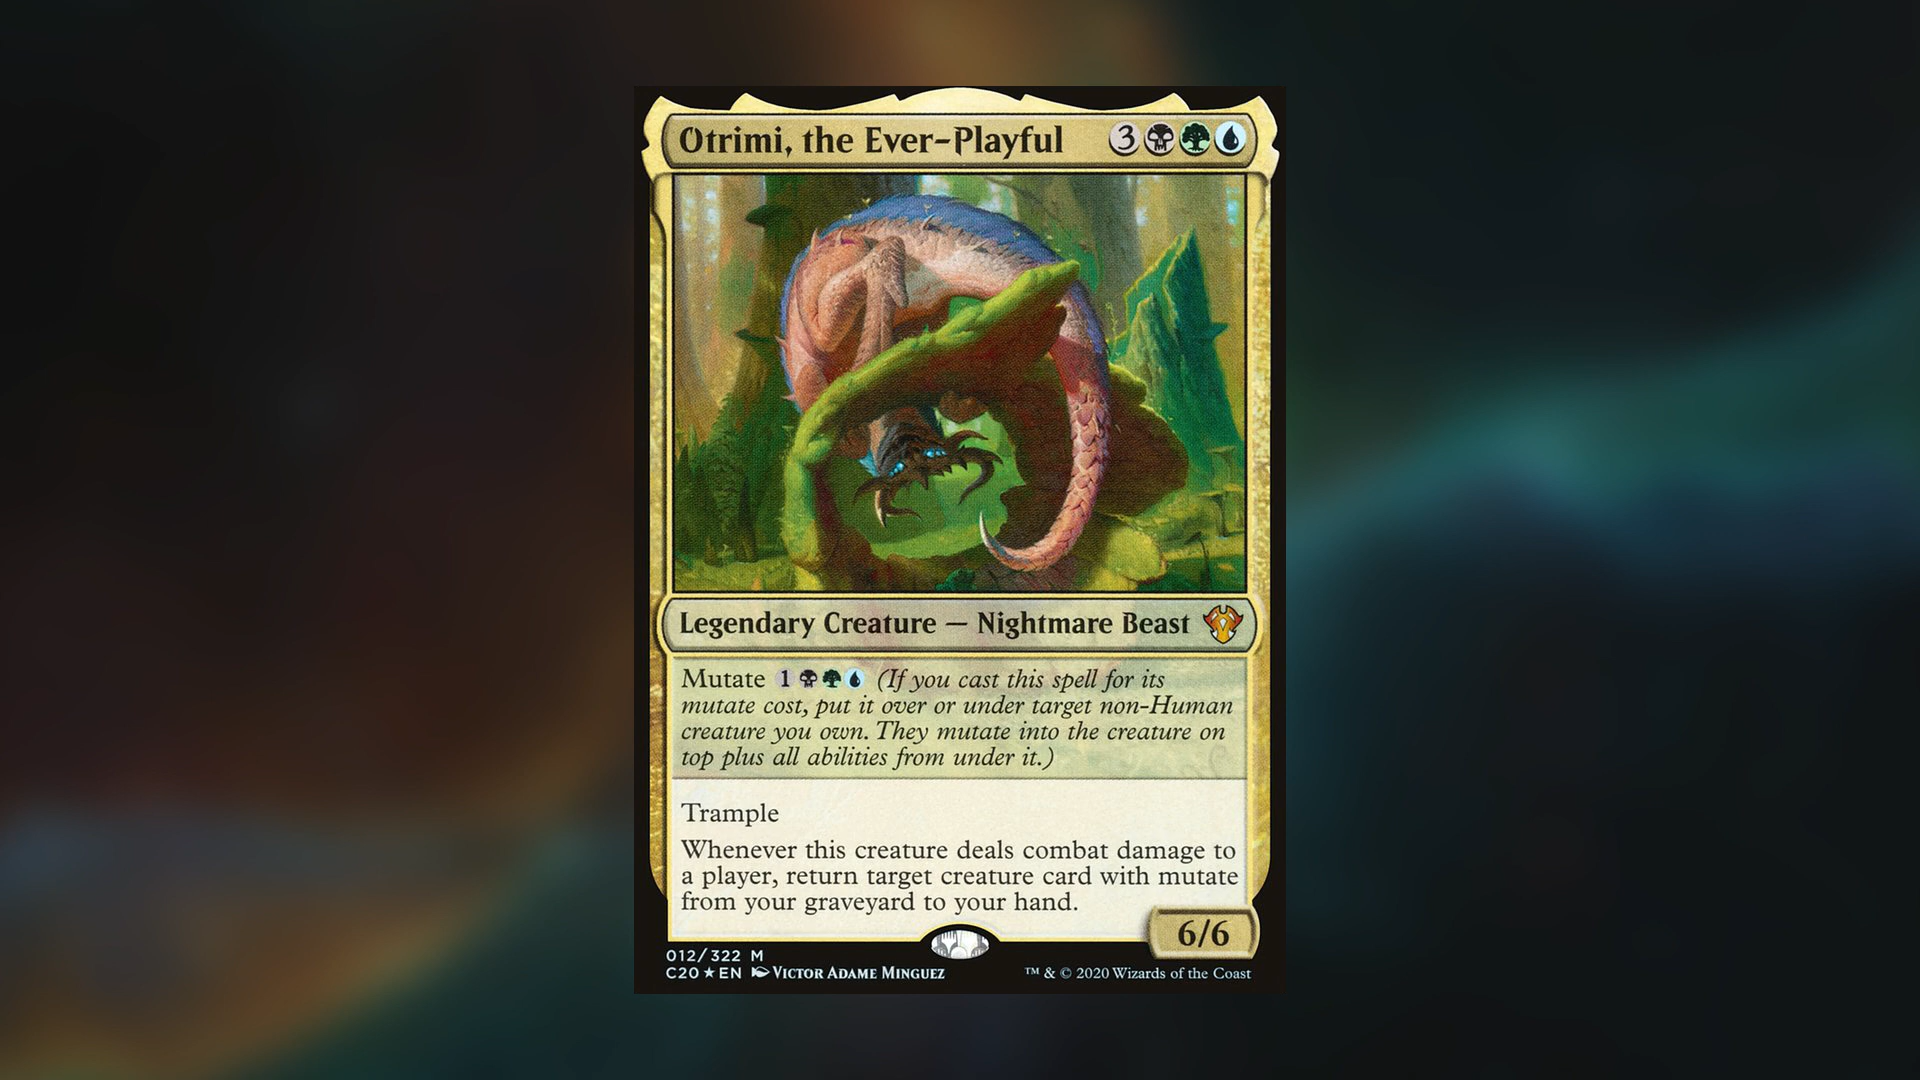 Otrimi, the Ever-Playful 3
Legendary Creature — Nightmare Beast
Mutate 1 (If you cast this spell for its
mutate cost, put it over or under target non-Human
creature you own. They mutate into the creature on
top plus all abilities from under it.)
Trample
Whenever this creature deals combat damage to
a player, return target creature card with mutate
from your graveyard to your hand.
6/6
012/322 M
C20★EN Victor Adame Minguez
™ & © 2020 Wizards of the Coast